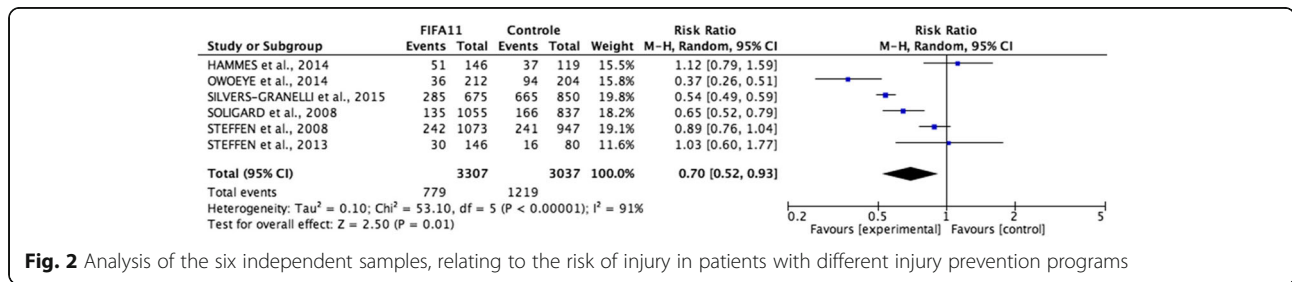 FIFA11 Controle Risk Ratio Risk Ratio
Study or Subgroup Events Total Events Total Weight M-H, Random, 95% CI M-H, Random, 95% CI
HAMMES et al., 2014 51 146 37 119 15.5% 1.12 [0.79, 1.59]
OWOEYE et al., 2014 36 212 94 204 15.8% 0.37 [0.26, 0.51]
SILVERS-GRANELLI et al., 2015 285 675 665 850 19.8% 0.54 [0.49, 0.59]
SOLIGARD et al., 2008 135 1055 166 837 18.2% 0.65 [0.52, 0.79]
STEFFEN et al., 2008 242 1073 241 947 19.1% 0.89 [0.76, 1.04]
STEFFEN et al., 2013 30 146 16 80 11.6% 1.03 [0.60, 1.77]
Total (95% CI) 3307 3037 100.0% 0.70 [0.52, 0.93]
Total events 779 1219
Heterogeneity: Tau² = 0.10; Chi² = 53.10, df = 5 (P < 0.00001); I² = 91%
Test for overall effect: Z = 2.50 (P = 0.01)
0.2 0.5 1 2 5
Favours [experimental] Favours [control]
Fig. 2 Analysis of the six independent samples, relating to the risk of injury in patients with different injury prevention programs